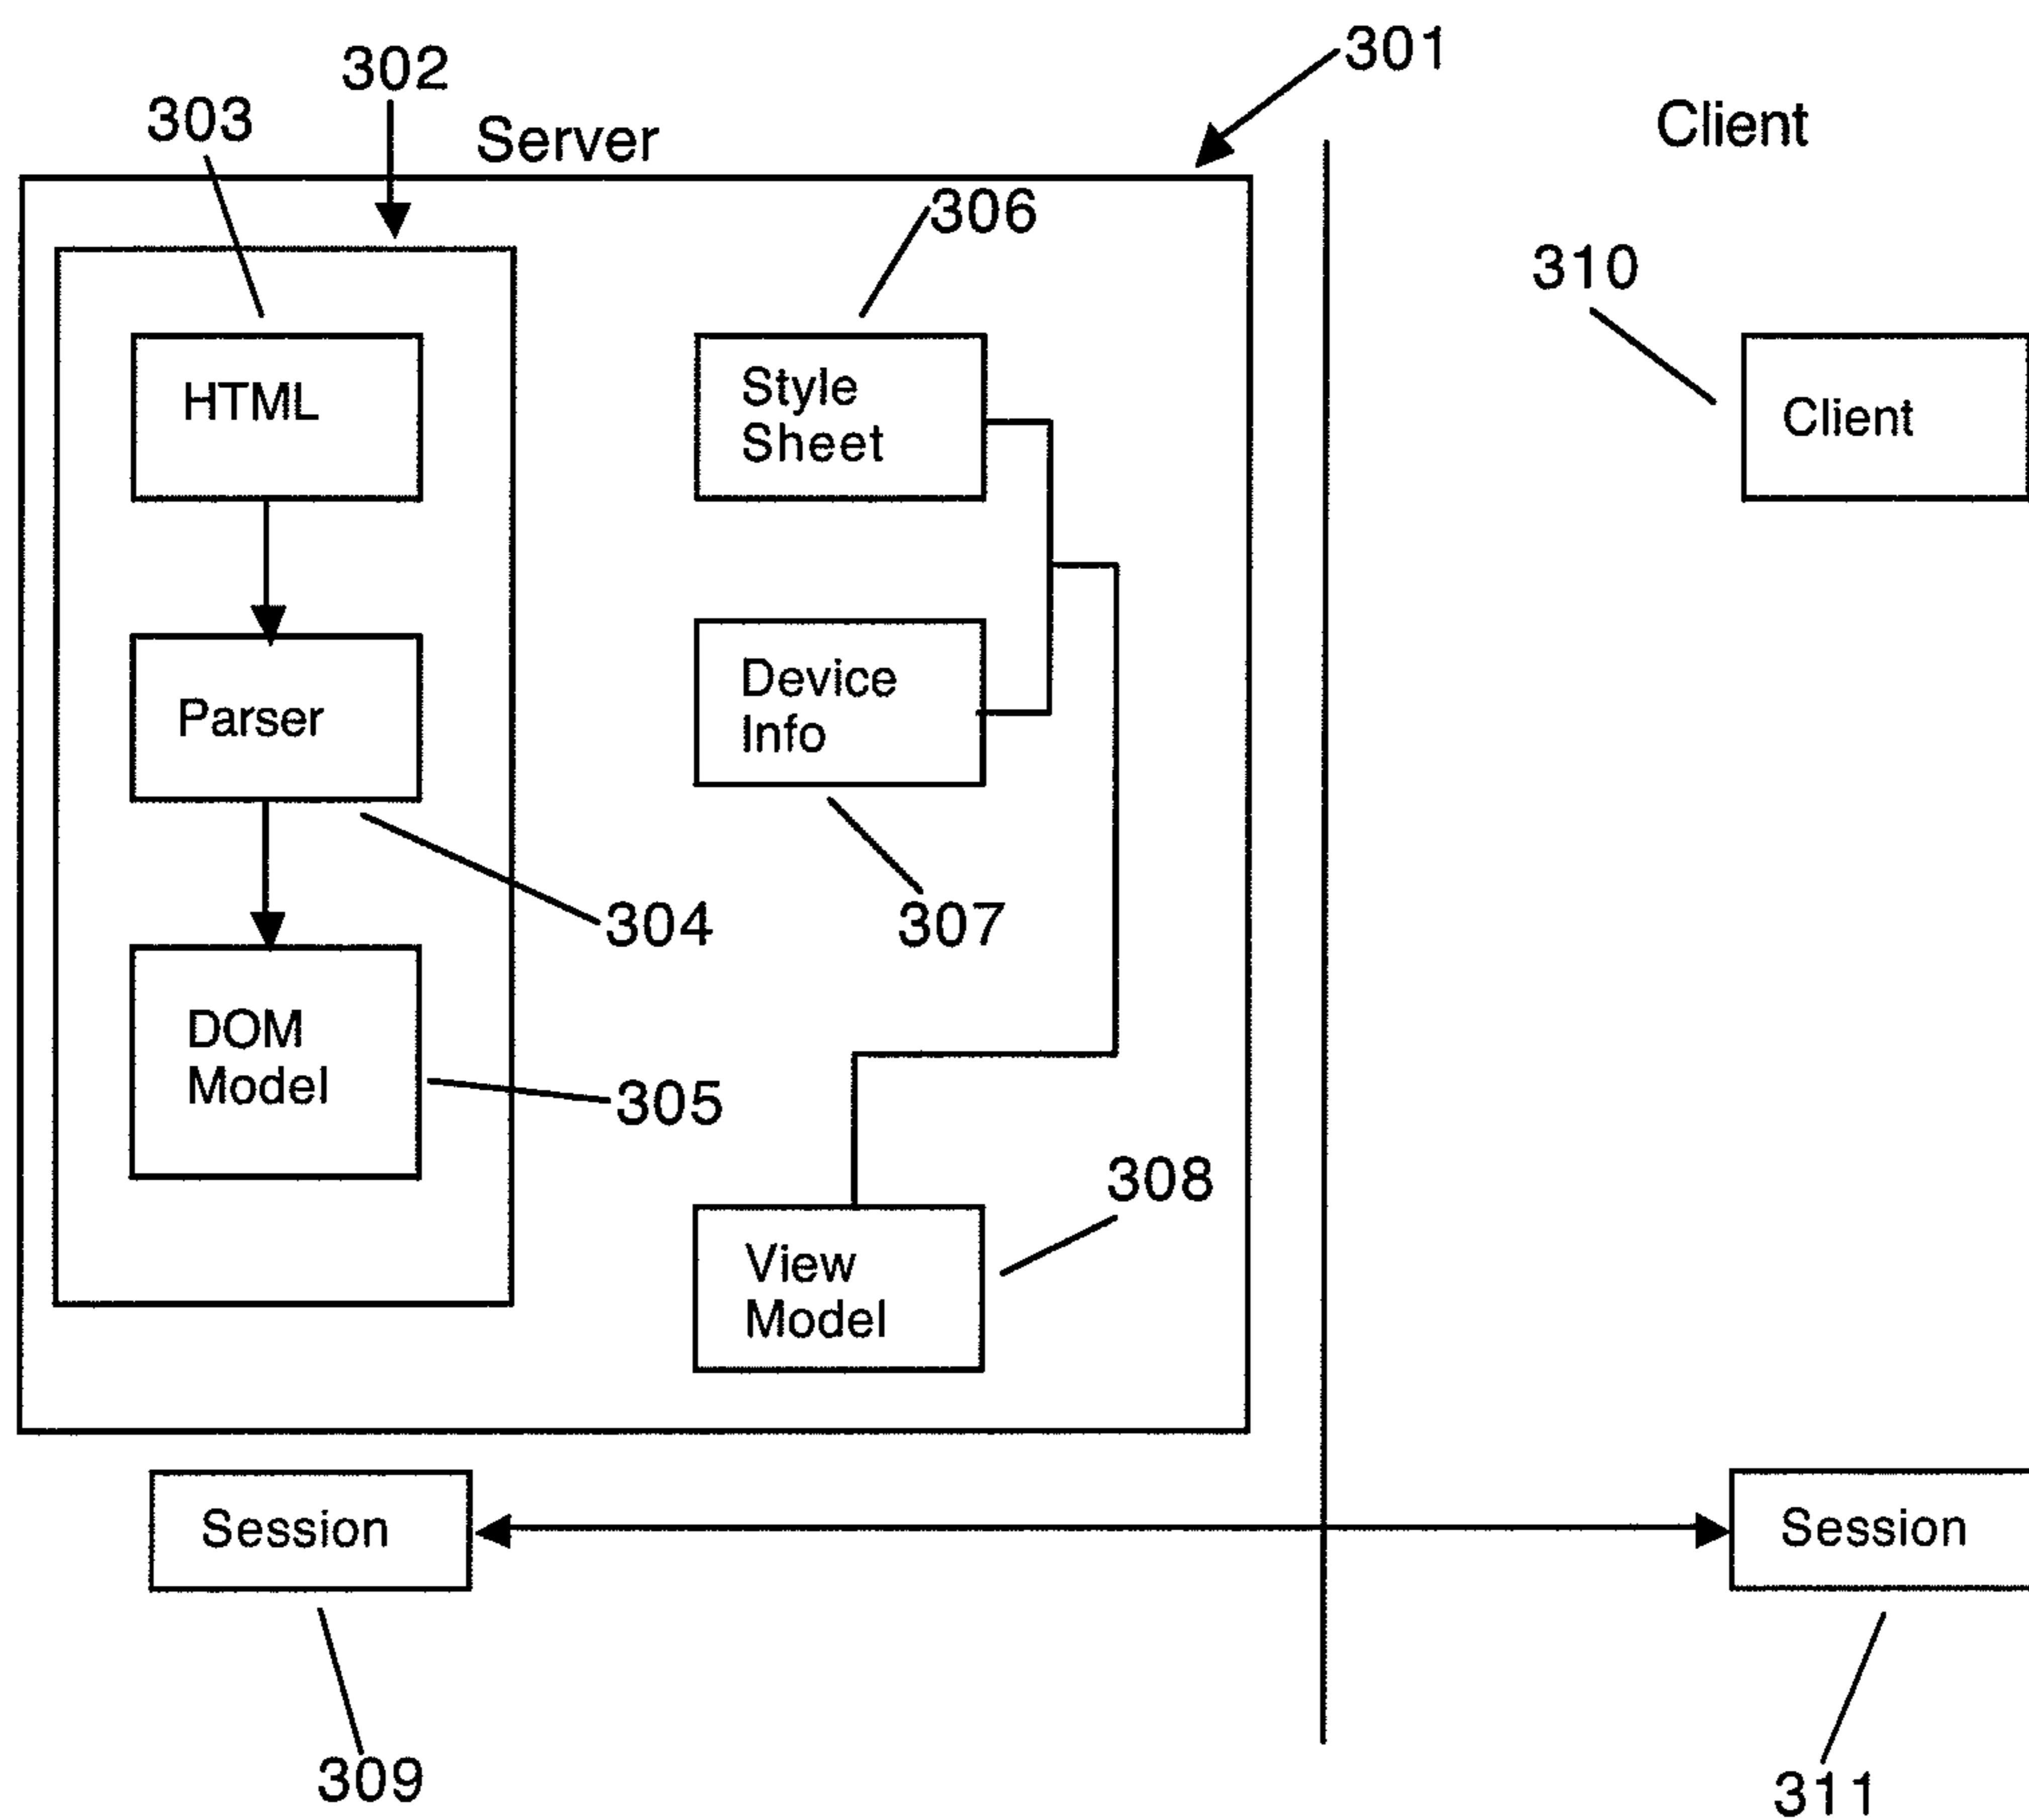 301
302
303
Server
Client
306
310
HTML
Style
Sheet
Client
Parser
Device
Info
304
307
DOM
Model
305
308
View
Model
Session
Session
309
311